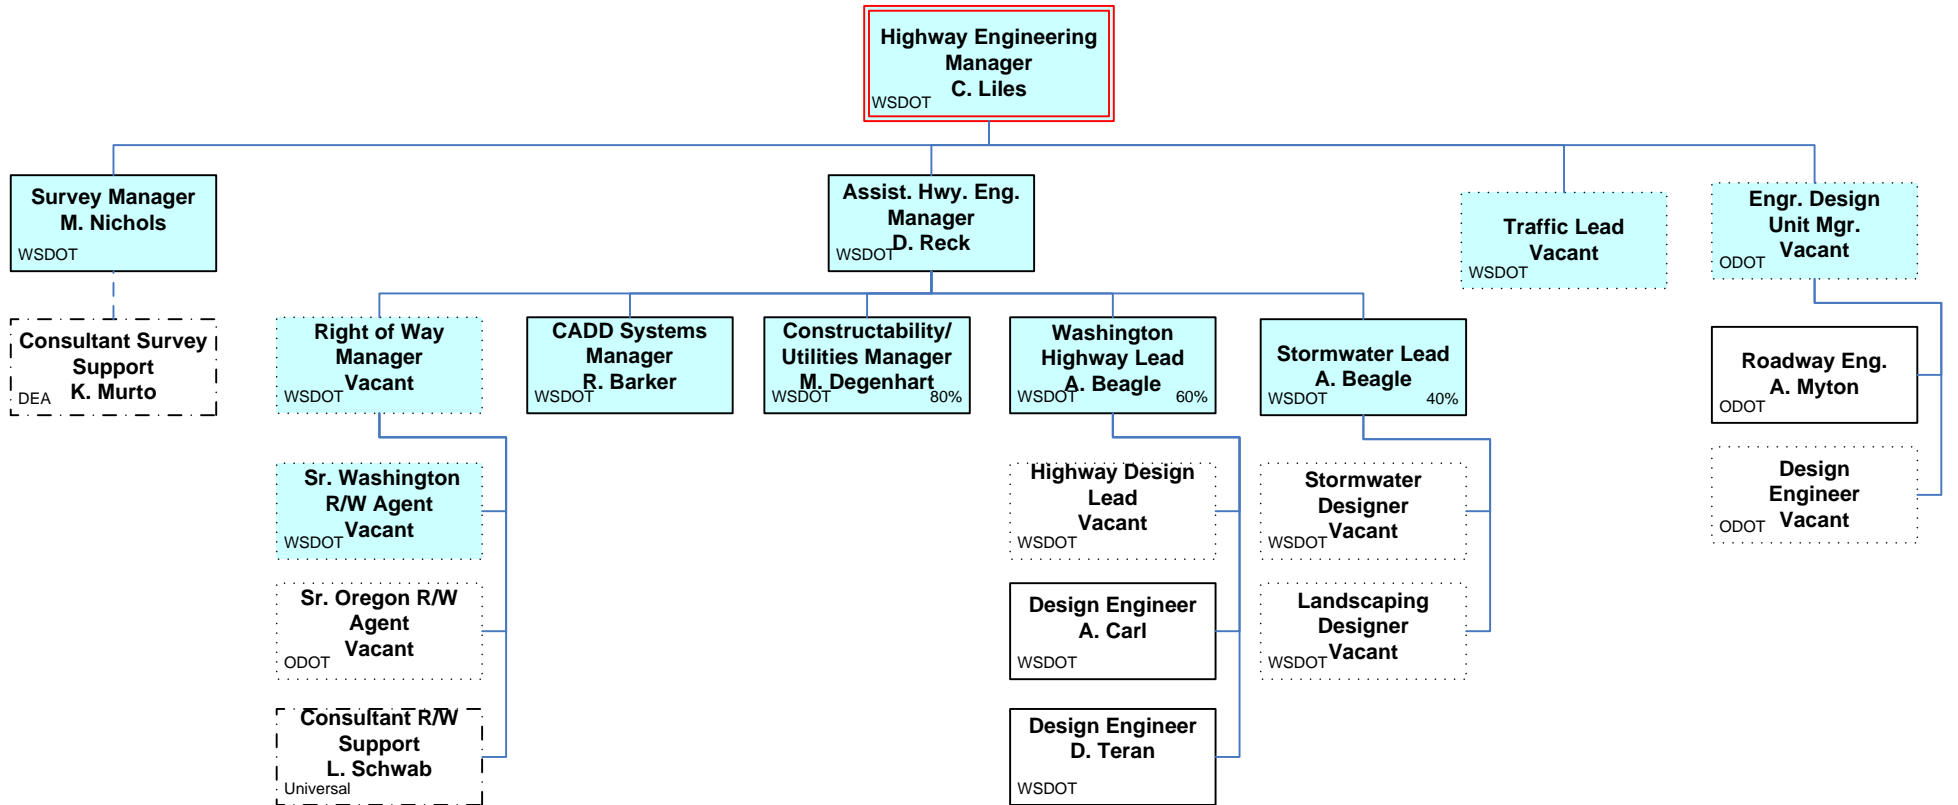 Highway Engineering
Manager
C. Liles
WSDOT
Survey Manager
M. Nichols
WSDOT
Assist. Hwy. Eng.
Manager
D. Reck
WSDOT
Traffic Lead
Vacant
WSDOT
Engr. Design
Unit Mgr.
Vacant
ODOT
Consultant Survey
Support
K. Murto
DEA
Right of Way
Manager
Vacant
WSDOT
CADD Systems
Manager
R. Barker
WSDOT
Constructability/
Utilities Manager
M. Degenhart
WSDOT 80%
Washington
Highway Lead
A. Beagle
WSDOT 60%
Stormwater Lead
A. Beagle
WSDOT 40%
Roadway Eng.
A. Myton
ODOT
Sr. Washington
R/W Agent
Vacant
WSDOT
Highway Design
Lead
Vacant
WSDOT
Stormwater
Designer
Vacant
WSDOT
Design
Engineer
Vacant
ODOT
Sr. Oregon R/W
Agent
Vacant
ODOT
Design Engineer
A. Carl
WSDOT
Landscaping
Designer
Vacant
WSDOT
Consultant R/W
Support
L. Schwab
Universal
Design Engineer
D. Teran
WSDOT